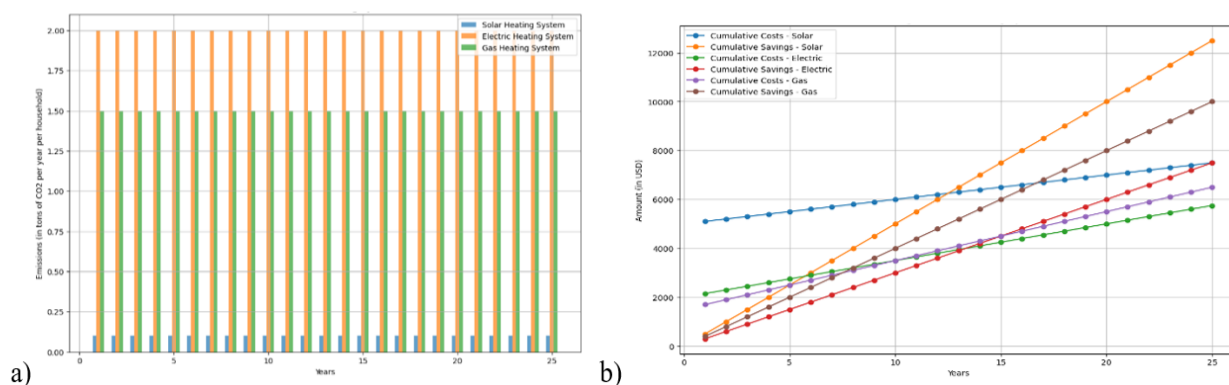 Solar Heating System
Electric Heating System
Gas Heating System
2.00
1.75
1.50
1.25
1.00
0.75
0.50
0.25
0.00
Emissions (in tons of CO2 per year per household)
0
5
10
15
20
25
Years
a)
Cumulative Costs - Solar
Cumulative Savings - Solar
Cumulative Costs - Electric
Cumulative Savings - Electric
Cumulative Costs - Gas
Cumulative Savings - Gas
12000
10000
8000
6000
4000
2000
0
Amount (in USD)
0
5
10
15
20
25
Years
b)